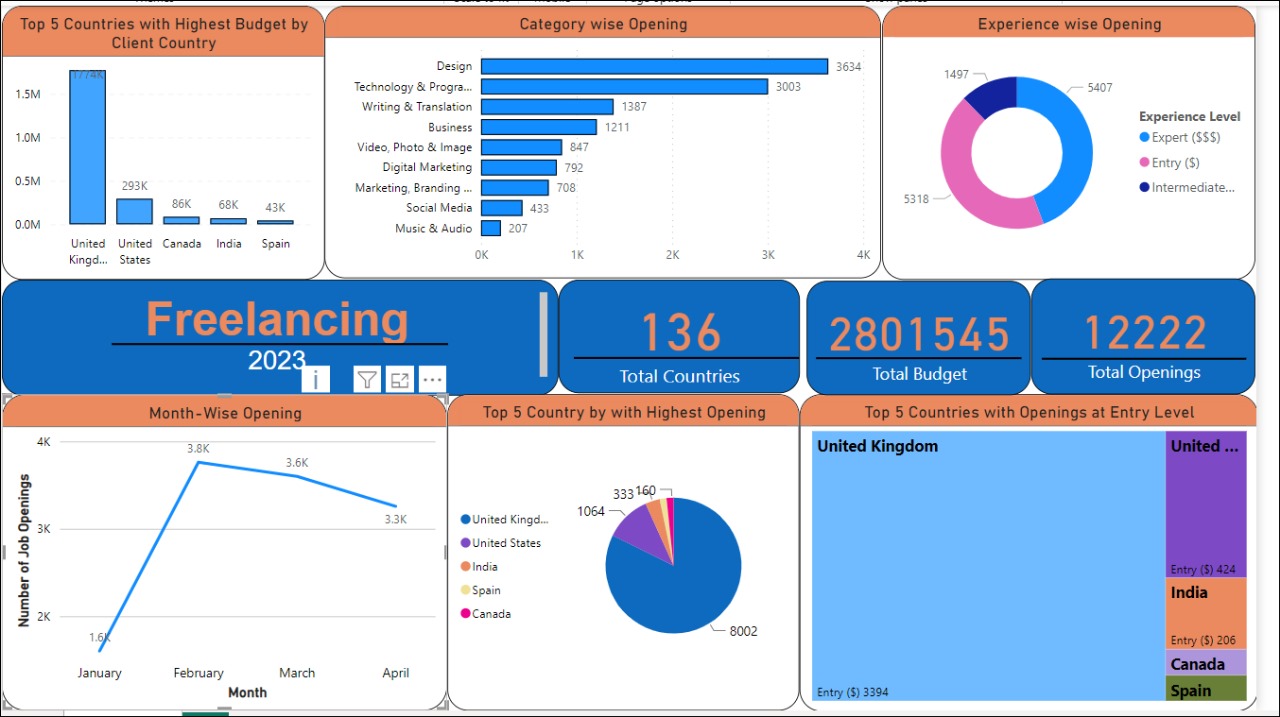 Top 5 Countries with Highest Budget by
Client Country
1774K
1.5M
1.0M
0.5M
0.0M
293K
86K
68K
43K
United
Kingd...
United
States
Canada
India
Spain
Category wise Opening
Design
3634
Technology & Progra...
3003
Writing & Translation
1387
Business
1211
Video, Photo & Image
847
Digital Marketing
792
Marketing, Branding ...
708
Social Media
433
Music & Audio
207
0K
1K
2K
3K
4K
Experience wise Opening
1497
5407
5318
Experience Level
Expert ($$$)
Entry ($)
Intermediate...
Freelancing
2023
136
Total Countries
2801545
Total Budget
12222
Total Openings
Month-Wise Opening
Number of Job Openings
4K
3K
2K
1.6K
3.8K
3.6K
3.3K
January
February
March
April
Month
Top 5 Country by with Highest Opening
United Kingd...
United States
India
Spain
Canada
333
160
1064
8002
Top 5 Countries with Openings at Entry Level
United Kingdom
Entry ($) 3394
United ...
Entry ($) 424
India
Entry ($) 206
Canada
Spain